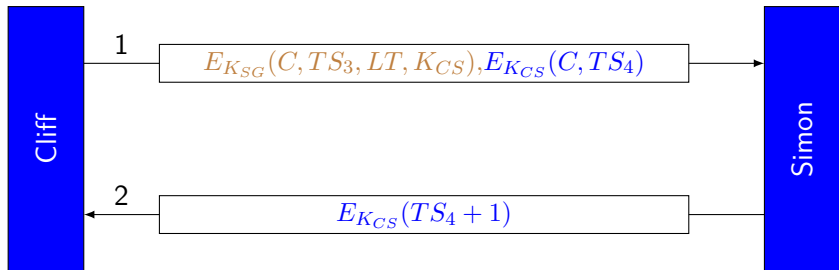 Cliff
1
E_{K_{SG}}(C, TS_3, LT, K_{CS}),E_{K_{CS}}(C, TS_4)
Simon
2
E_{K_{CS}}(TS_4 + 1)